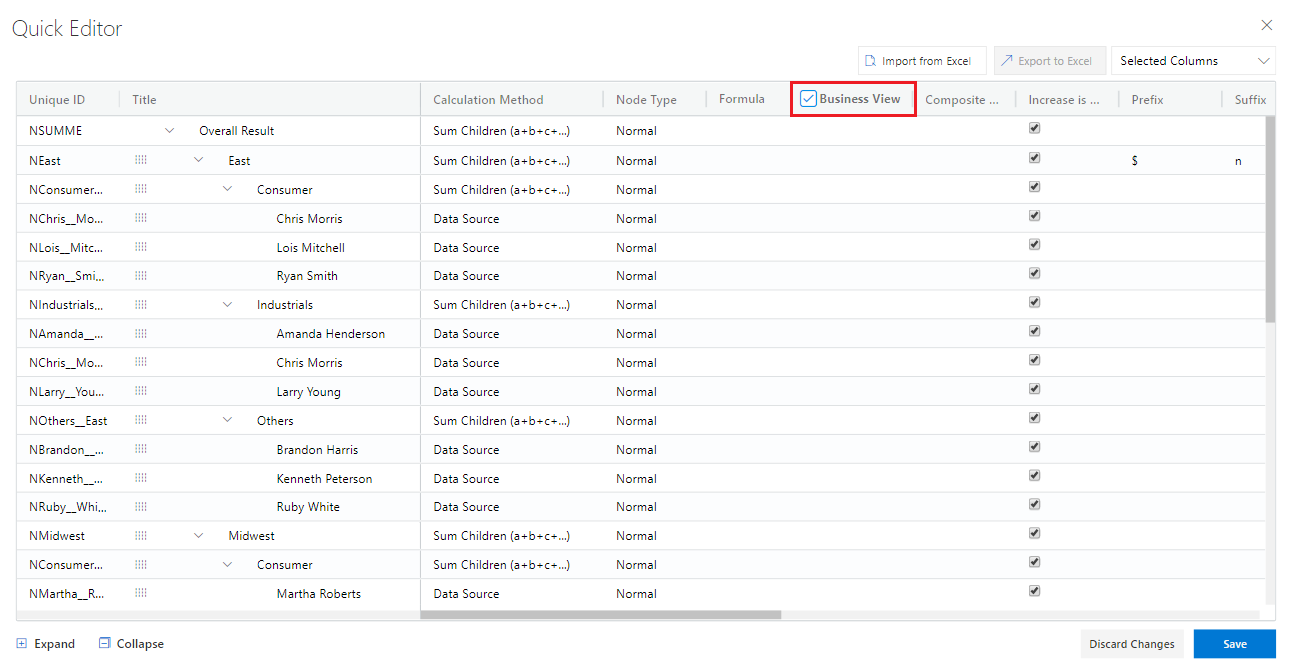 Quick Editor
Import from Excel Export to Excel Selected Columns
Unique ID Title Calculation Method Node Type Formula Business View Composite ... Increase is ... Prefix Suffix
NSUMME Overall Result Sum Children (a+b+c+...) Normal
NEast East Sum Children (a+b+c+...) Normal $ n
NConsumer... Consumer Sum Children (a+b+c+...) Normal
NChris__Mo... Chris Morris Data Source Normal
NLois__Mitc... Lois Mitchell Data Source Normal
NRyan__Smi... Ryan Smith Data Source Normal
NIndustrials... Industrials Sum Children (a+b+c+...) Normal
NAmanda__... Amanda Henderson Data Source Normal
NChris__Mo... Chris Morris Data Source Normal
NLarry__You... Larry Young Data Source Normal
NOthers__East Others Sum Children (a+b+c+...) Normal
NBrandon__... Brandon Harris Data Source Normal
NKenneth__... Kenneth Peterson Data Source Normal
NRuby__Whi... Ruby White Data Source Normal
NMidwest Midwest Sum Children (a+b+c+...) Normal
NConsumer... Consumer Sum Children (a+b+c+...) Normal
NMartha__R... Martha Roberts Data Source Normal
Expand Collapse Discard Changes Save